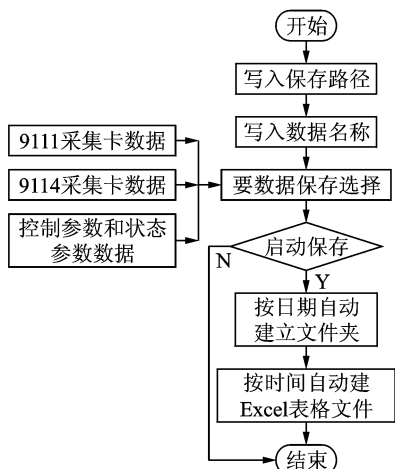 开始
写入保存路径
写入数据名称
9111采集卡数据
9114采集卡数据
控制参数和状态
参数数据
要数据保存选择
启动保存
N
Y
按日期自动
建立文件夹
按时间自动建
Excel表格文件
结束